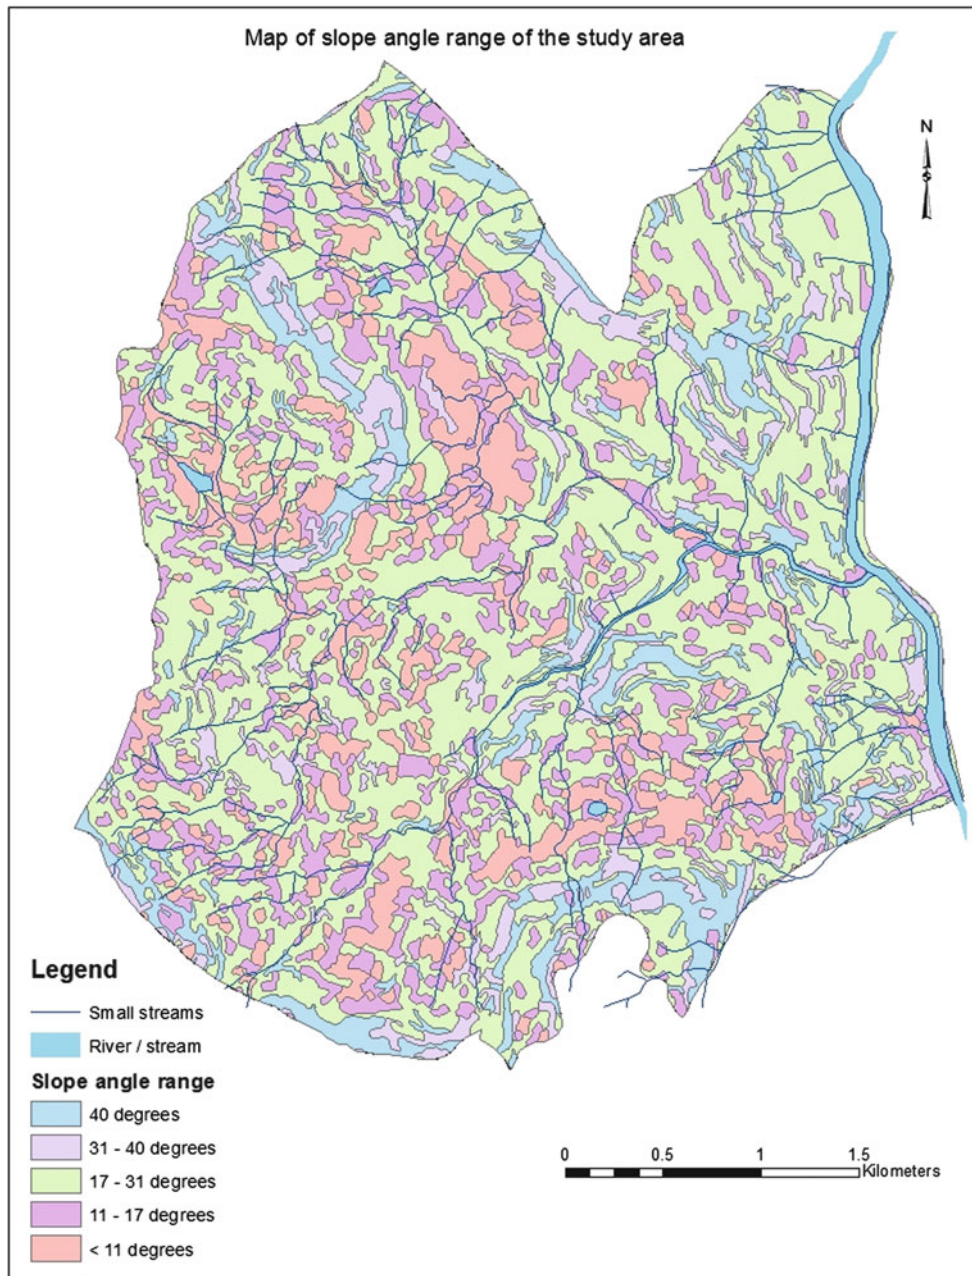 Map of slope angle range of the study area
N
S
Legend
Small streams
River / stream
Slope angle range
40 degrees
31 - 40 degrees
17 - 31 degrees
11 - 17 degrees
< 11 degrees
0 0.5 1 1.5
Kilometers